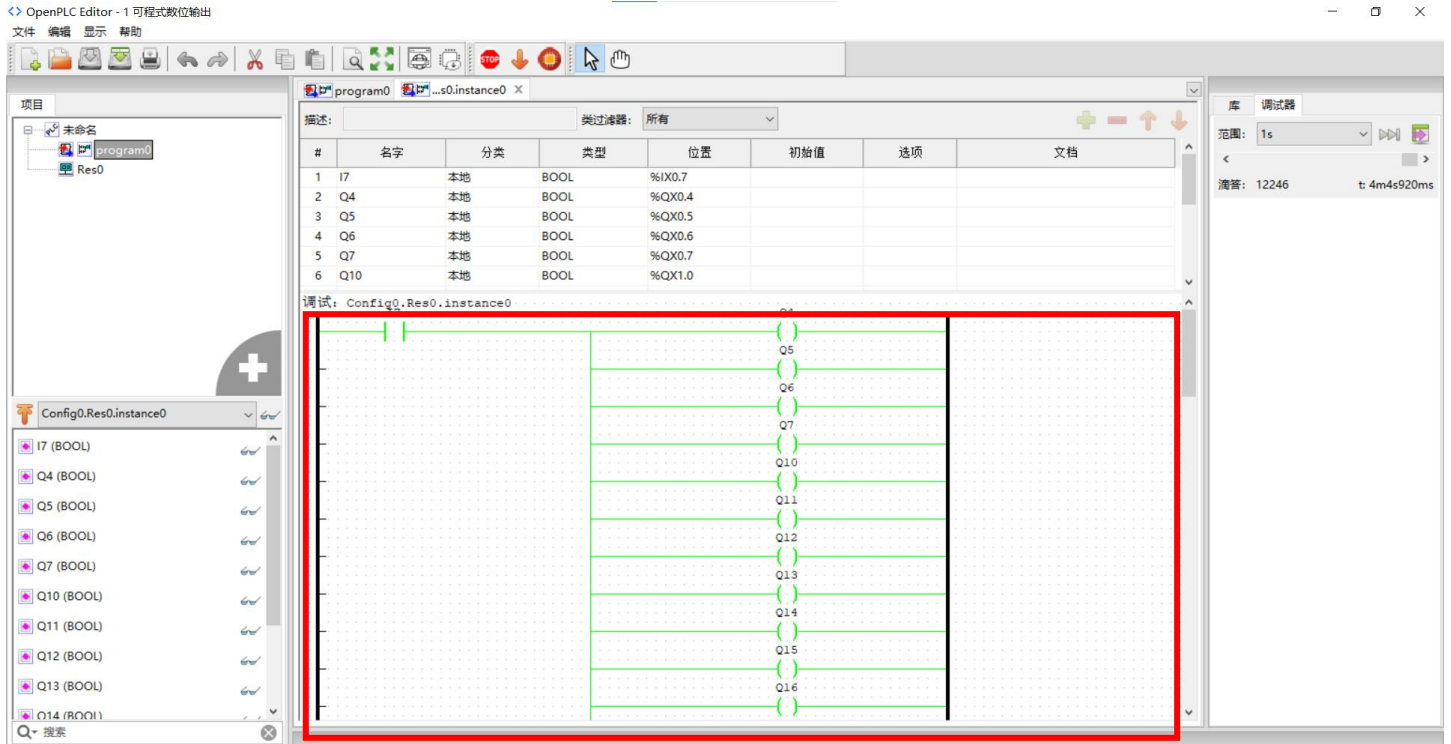 OpenPLC Editor - 1 可程式数位输出
文件 编辑 显示 帮助
STOP
项目
未命名
program0
Res0
Config0.Res0.instance0
I7 (BOOL)
Q4 (BOOL)
Q5 (BOOL)
Q6 (BOOL)
Q7 (BOOL)
Q10 (BOOL)
Q11 (BOOL)
Q12 (BOOL)
Q13 (BOOL)
Q14 (BOOL)
搜索
program0 ...s0.instance0
描述: 类过滤器: 所有
# 名字 分类 类型 位置 初始值 选项 文档
1 I7 本地 BOOL %IX0.7
2 Q4 本地 BOOL %QX0.4
3 Q5 本地 BOOL %QX0.5
4 Q6 本地 BOOL %QX0.6
5 Q7 本地 BOOL %QX0.7
6 Q10 本地 BOOL %QX1.0
调试: Config0.Res0.instance0
Q5
Q6
Q7
Q10
Q11
Q12
Q13
Q14
Q15
Q16
库 调试器
范围: 1s
滴答: 12246 t: 4m4s920ms